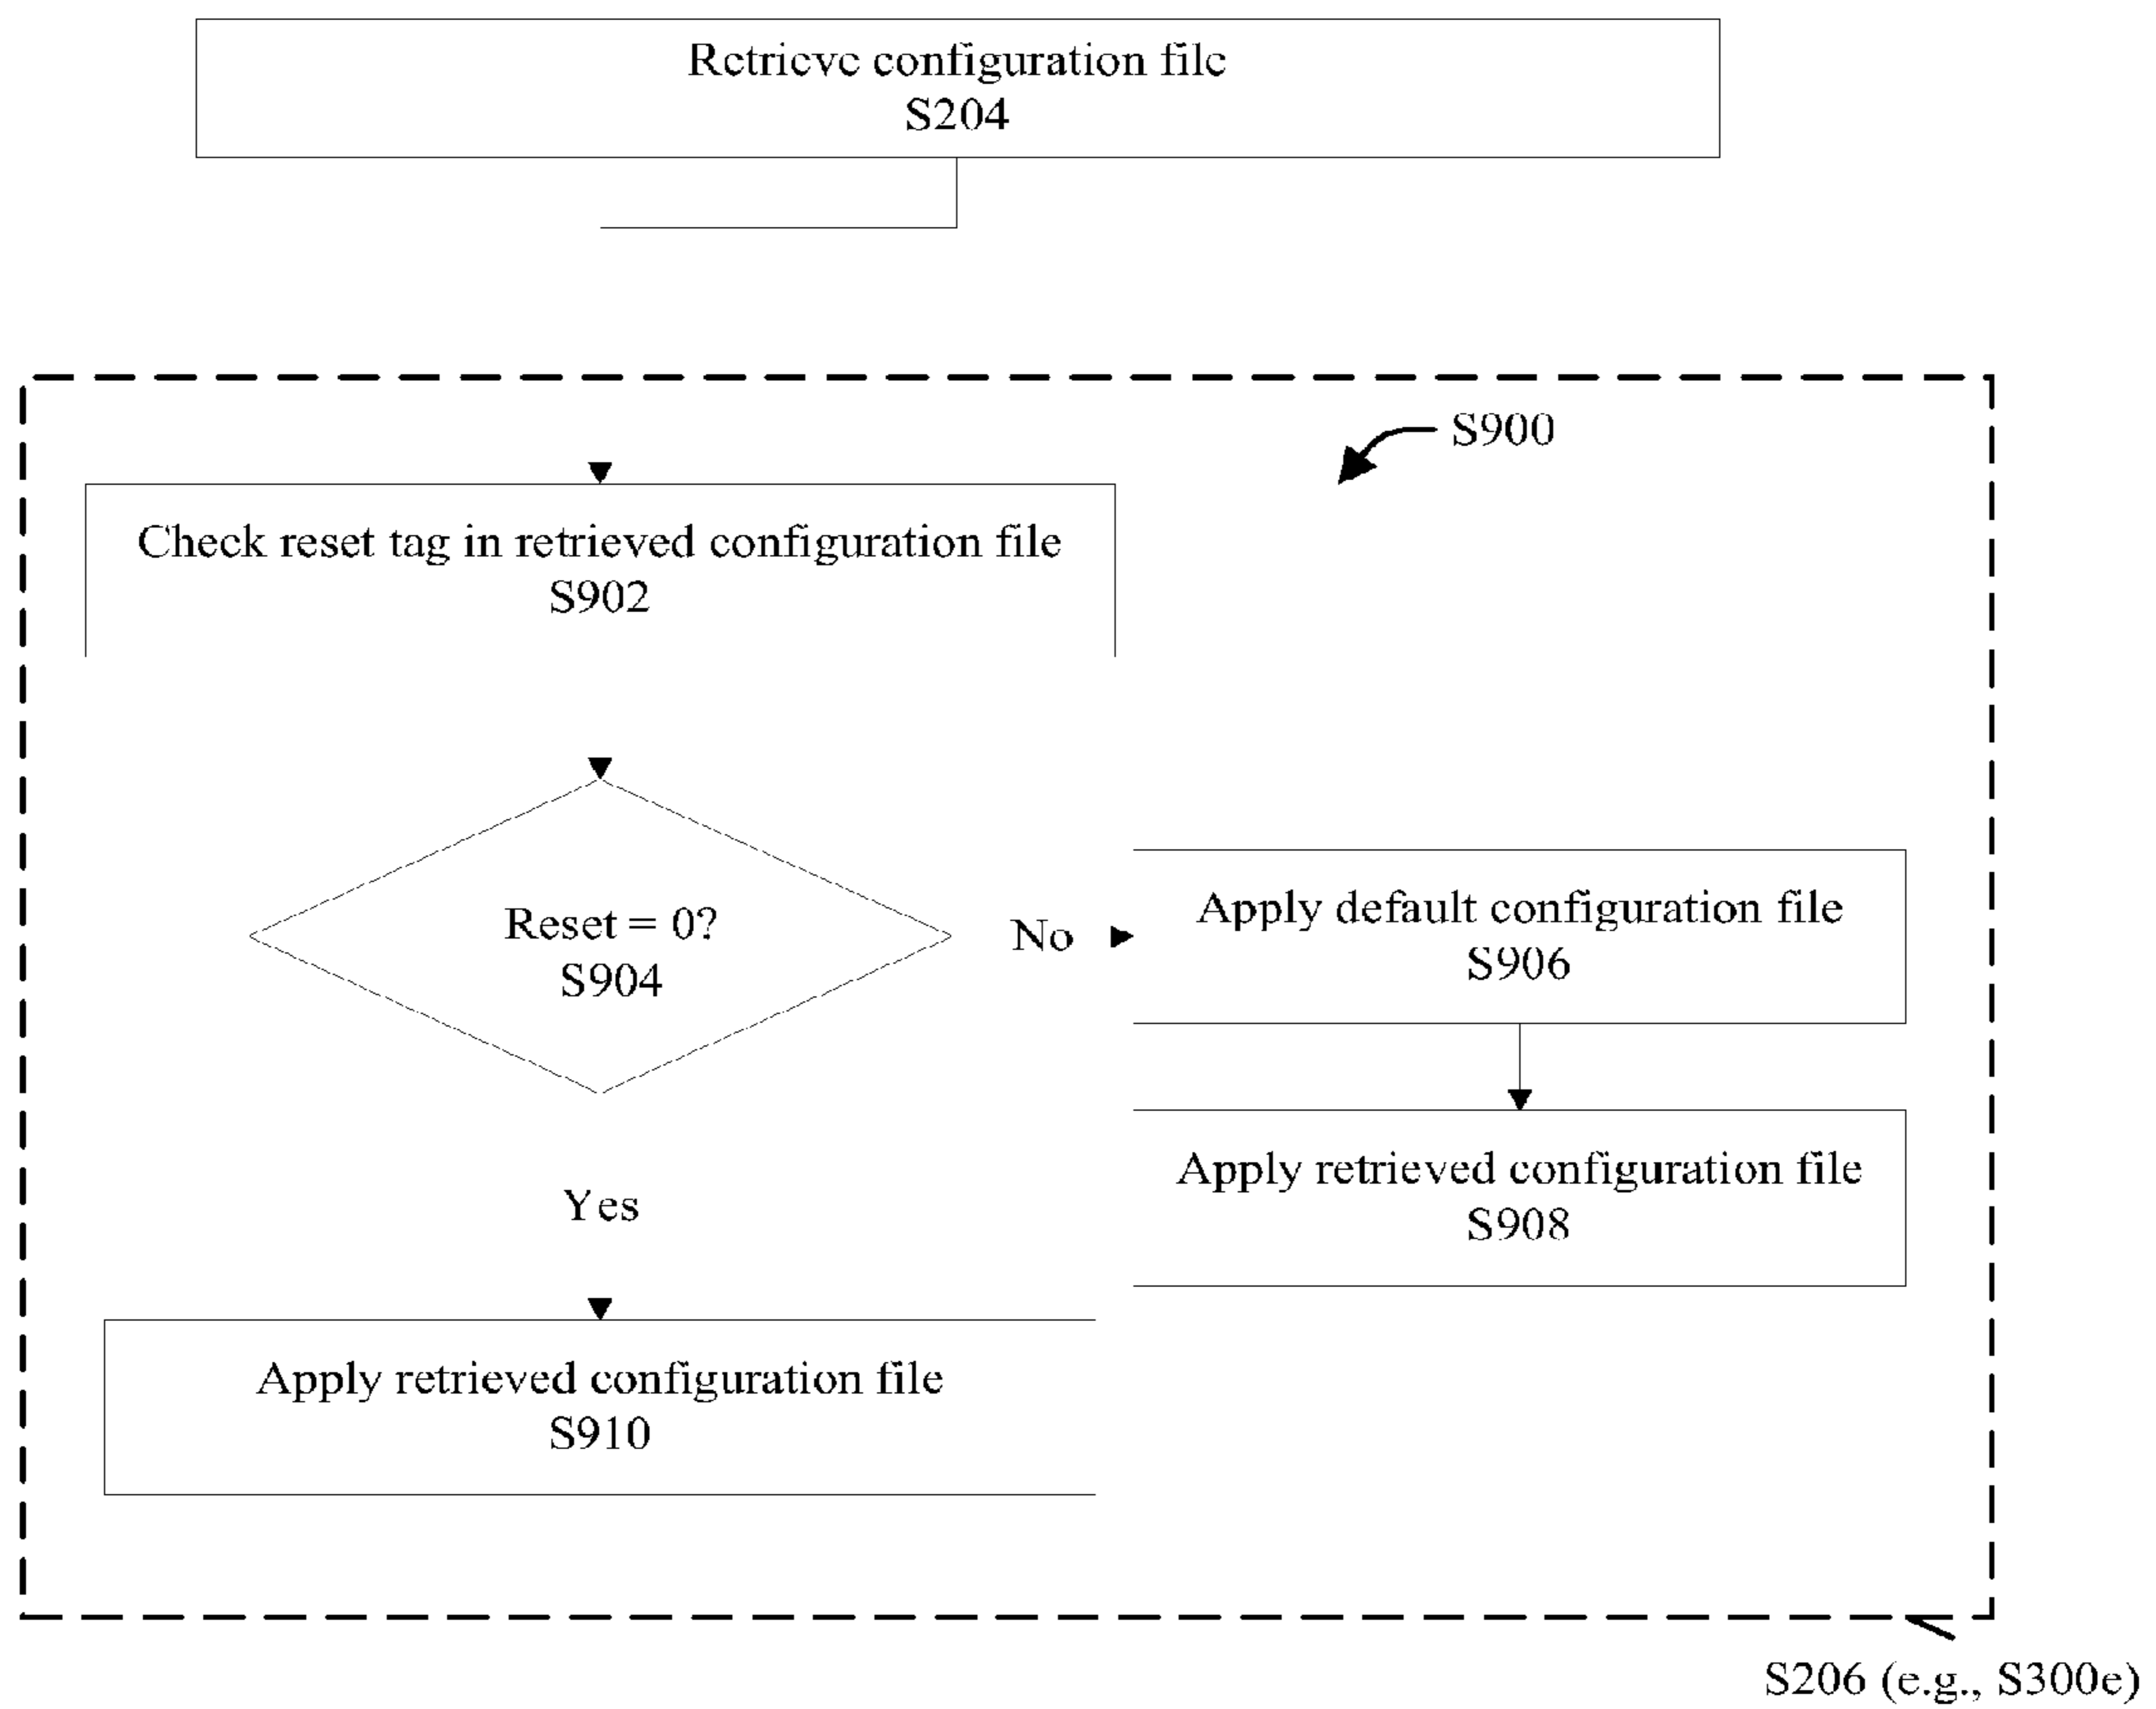 Retrieve configuration file
S204
S900
Check reset tag in retrieved configuration file
S902
Reset = 0?
S904
No
Apply default configuration file
S906
Apply retrieved configuration file
S908
Yes
Apply retrieved configuration file
S910
S206 (e.g., S300e)